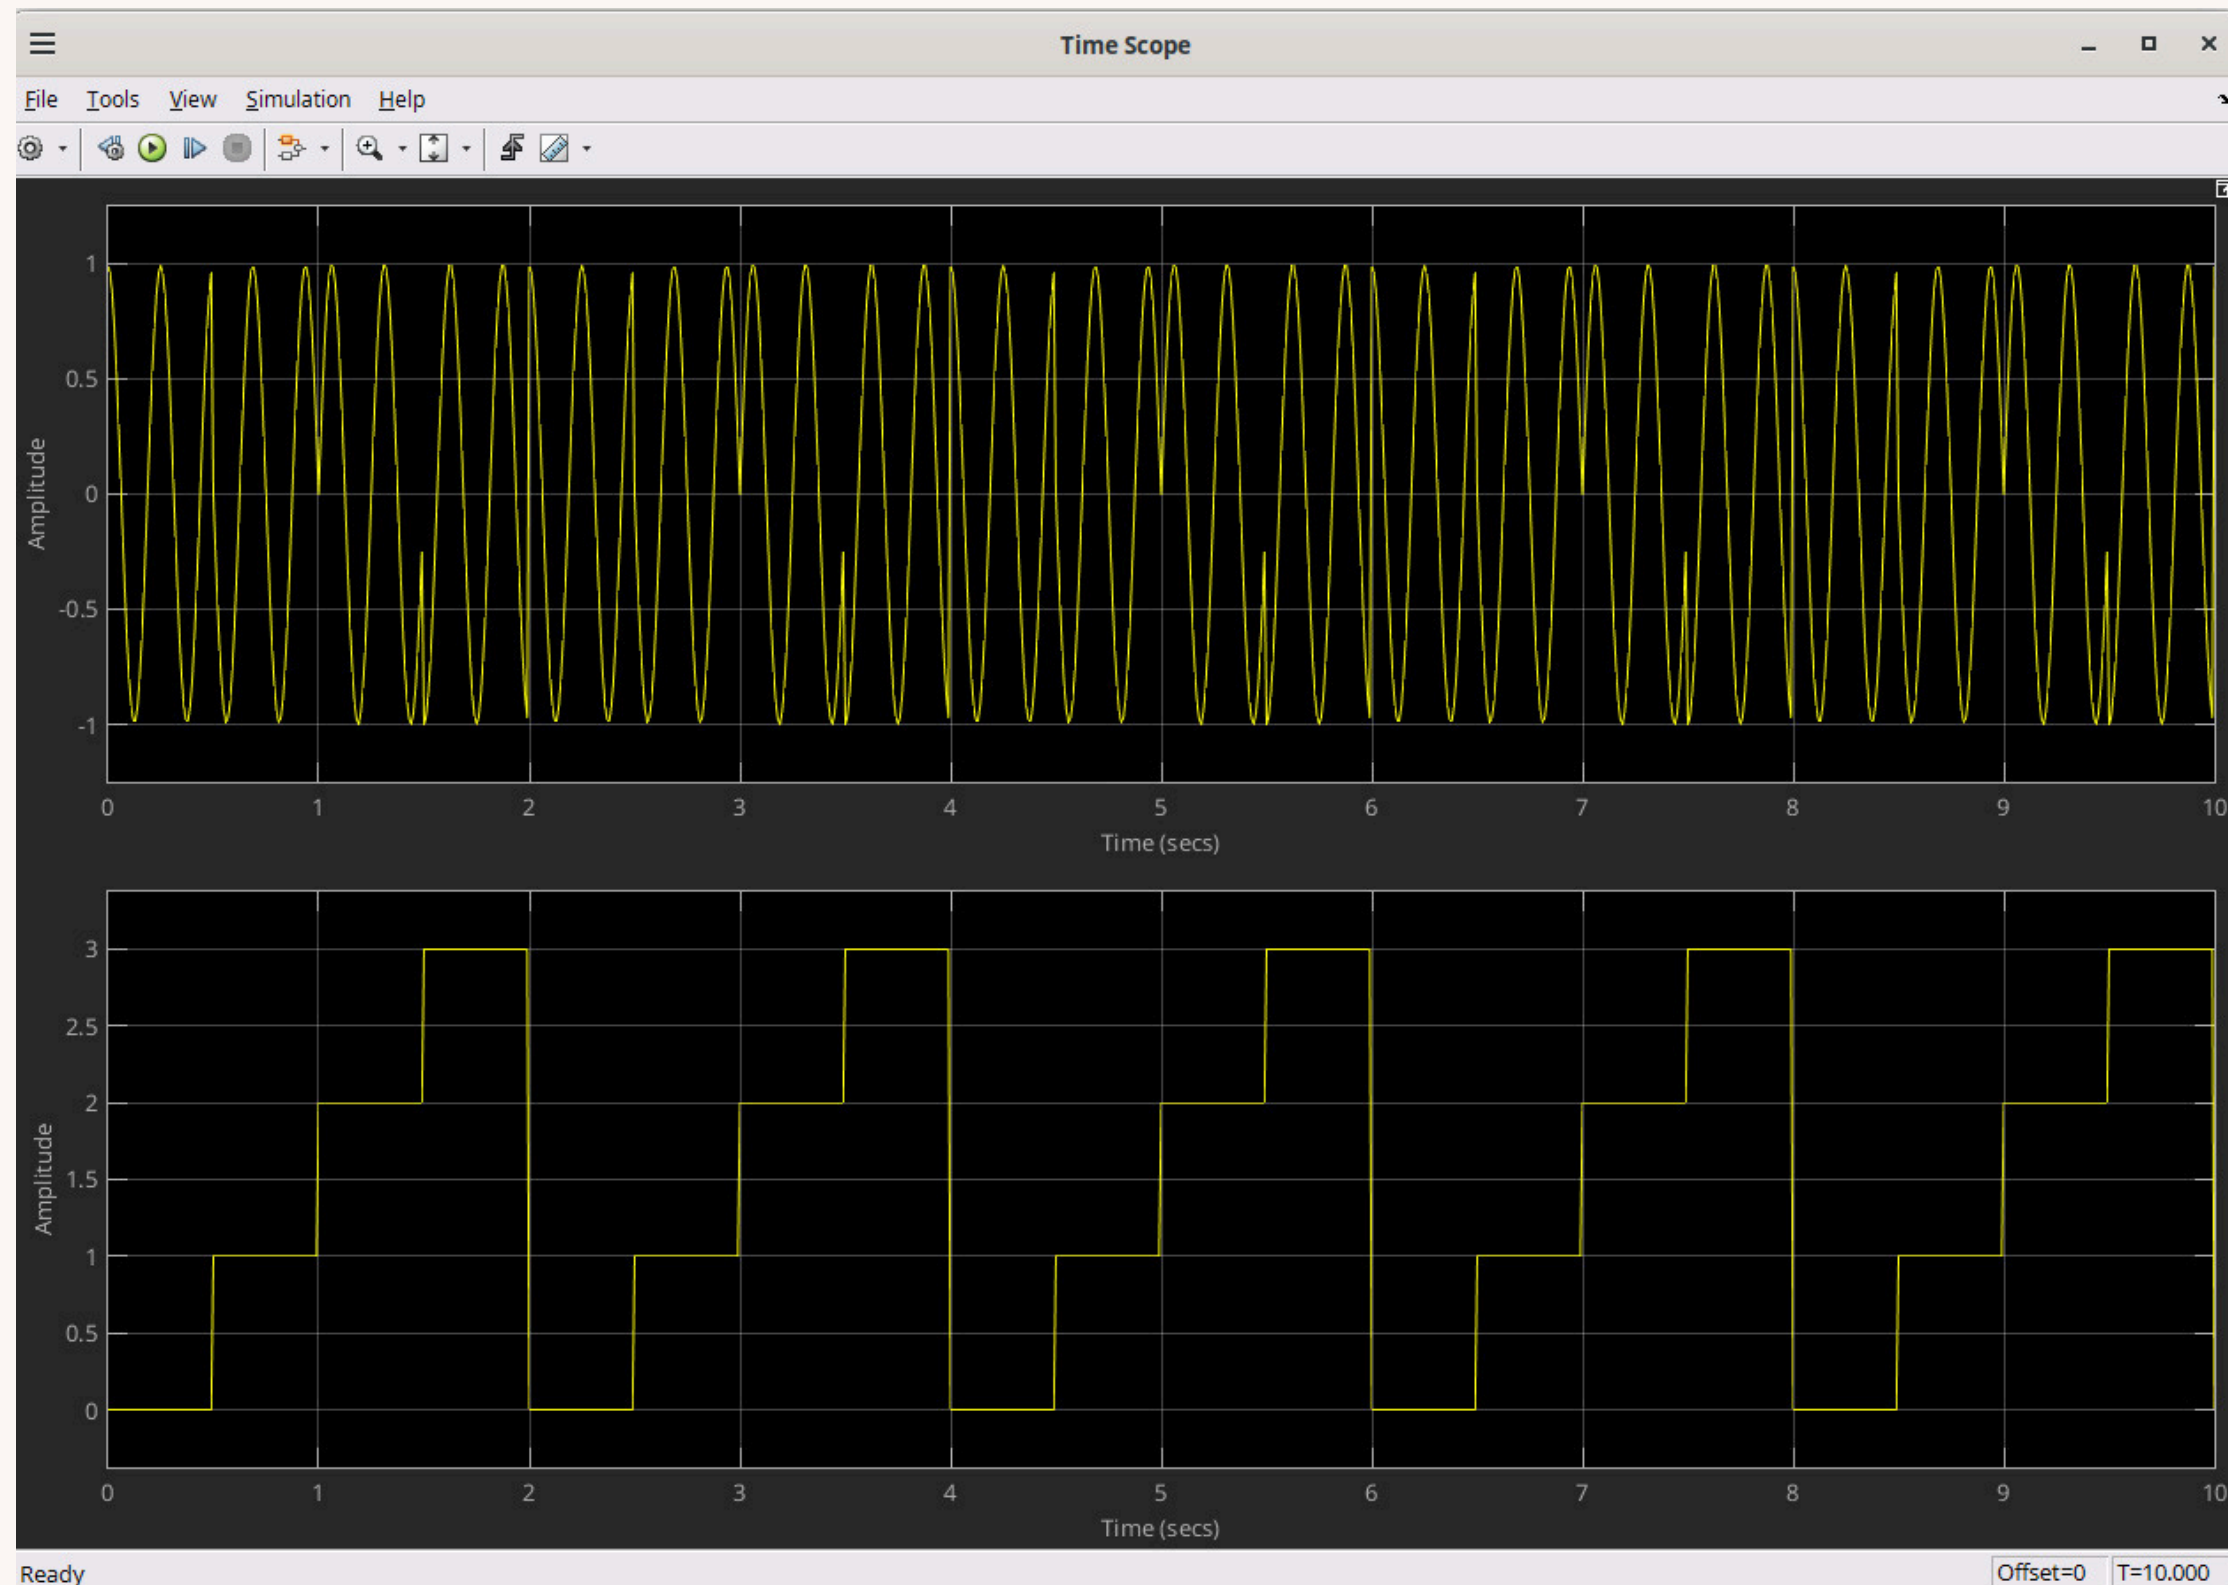 Time Scope
File Tools View Simulation Help
1
0.5
0
-0.5
-1
Amplitude
0 1 2 3 4 5 6 7 8 9 10
Time (secs)
3
2.5
2
1.5
1
0.5
0
Amplitude
0 1 2 3 4 5 6 7 8 9 10
Time (secs)
Ready Offset=0 T=10.000